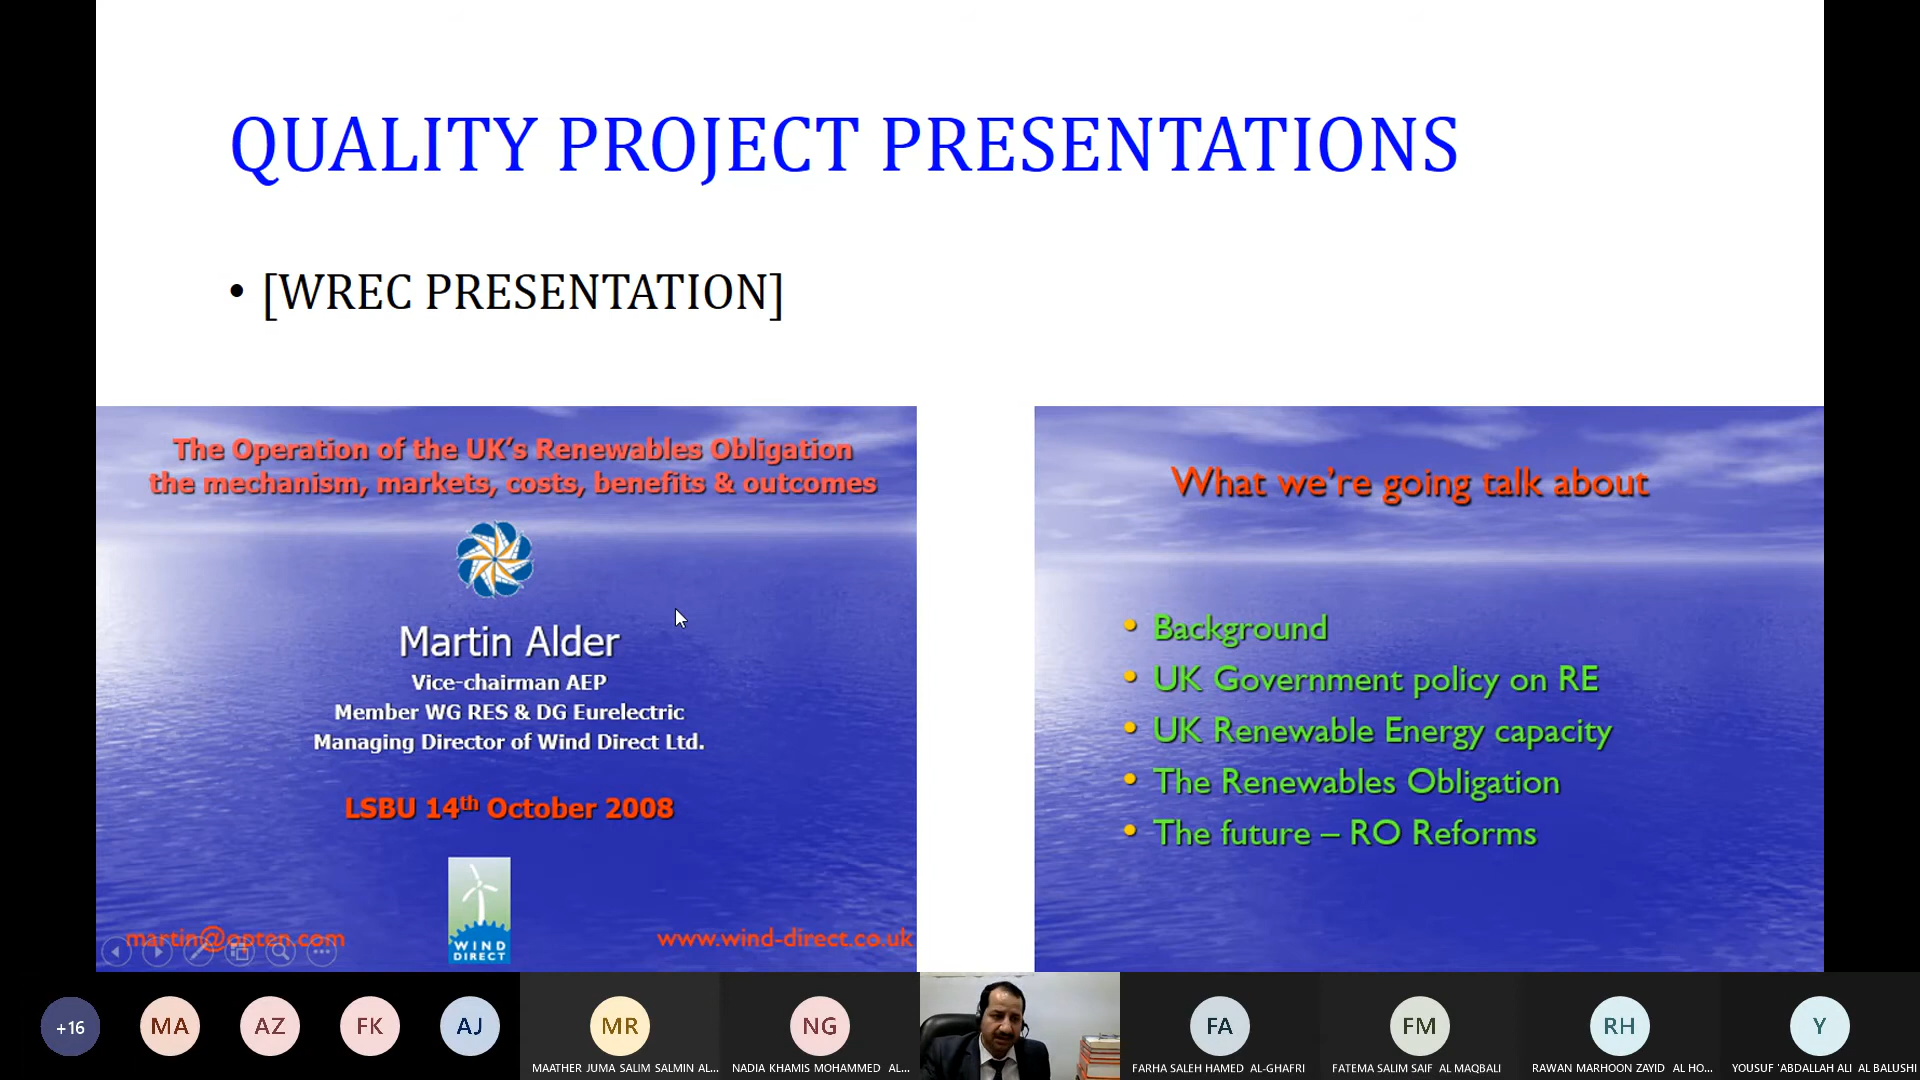 QUALITY PROJECT PRESENTATIONS
• [WREC PRESENTATION]
The Operation of the UK's Renewables Obligation
the mechanism, markets, costs, benefits & outcomes
Martin Alder
Vice-chairman AEP
Member WG RES & DG Eurelectric
Managing Director of Wind Direct Ltd.
LSBU 14th October 2008
martin@opten.com
WIND
DIRECT
www.wind-direct.co.uk
What we're going talk about
• Background
• UK Government policy on RE
• UK Renewable Energy capacity
• The Renewables Obligation
• The future – RO Reforms
+16
MA
AZ
FK
AJ
MR
MAATHER JUMA SALIM SALMIN AL...
NG
NADIA KHAMIS MOHAMMED AL...
FA
FARHA SALEH HAMED AL-GHAFRI
FM
FATEMA SALIM SAIF AL MAQBALI
RH
RAWAN MARHOON ZAYID AL HO...
Y
YOUSUF 'ABDALLAH ALI AL BALUSHI